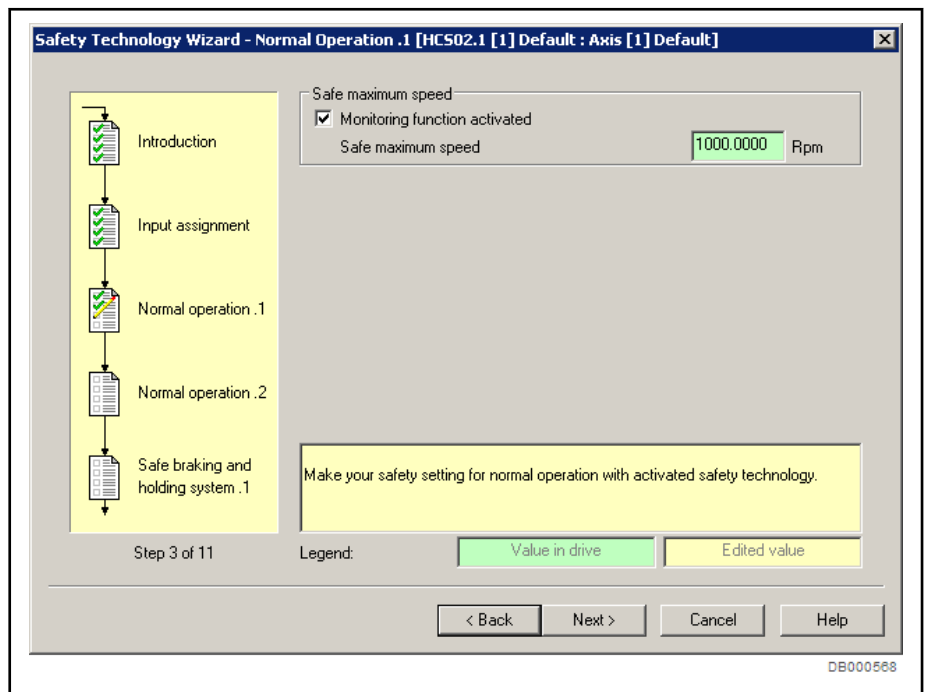 Safety Technology Wizard - Normal Operation .1 [HCS02.1 [1] Default : Axis [1] Default]
Introduction
Input assignment
Normal operation .1
Normal operation .2
Safe braking and
holding system .1
Step 3 of 11
Safe maximum speed
Monitoring function activated
Safe maximum speed 1000.0000 Rpm
Make your safety setting for normal operation with activated safety technology.
Legend: Value in drive Edited value
< Back Next > Cancel Help
DB000568